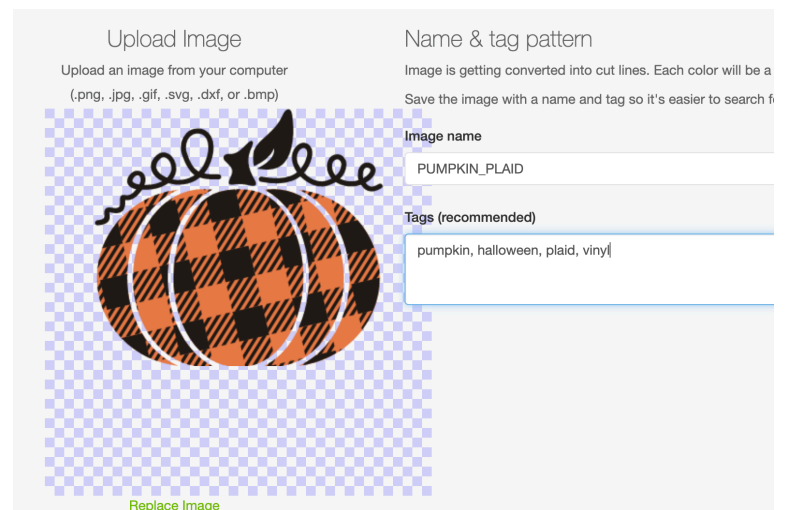 Upload Image
Upload an image from your computer
(.png, .jpg, .gif, .svg, .dxf, or .bmp)
Replace Image
Name & tag pattern
Image is getting converted into cut lines. Each color will be a
Save the image with a name and tag so it's easier to search
Image name
PUMPKIN_PLAID
Tags (recommended)
pumpkin, halloween, plaid, vinyl